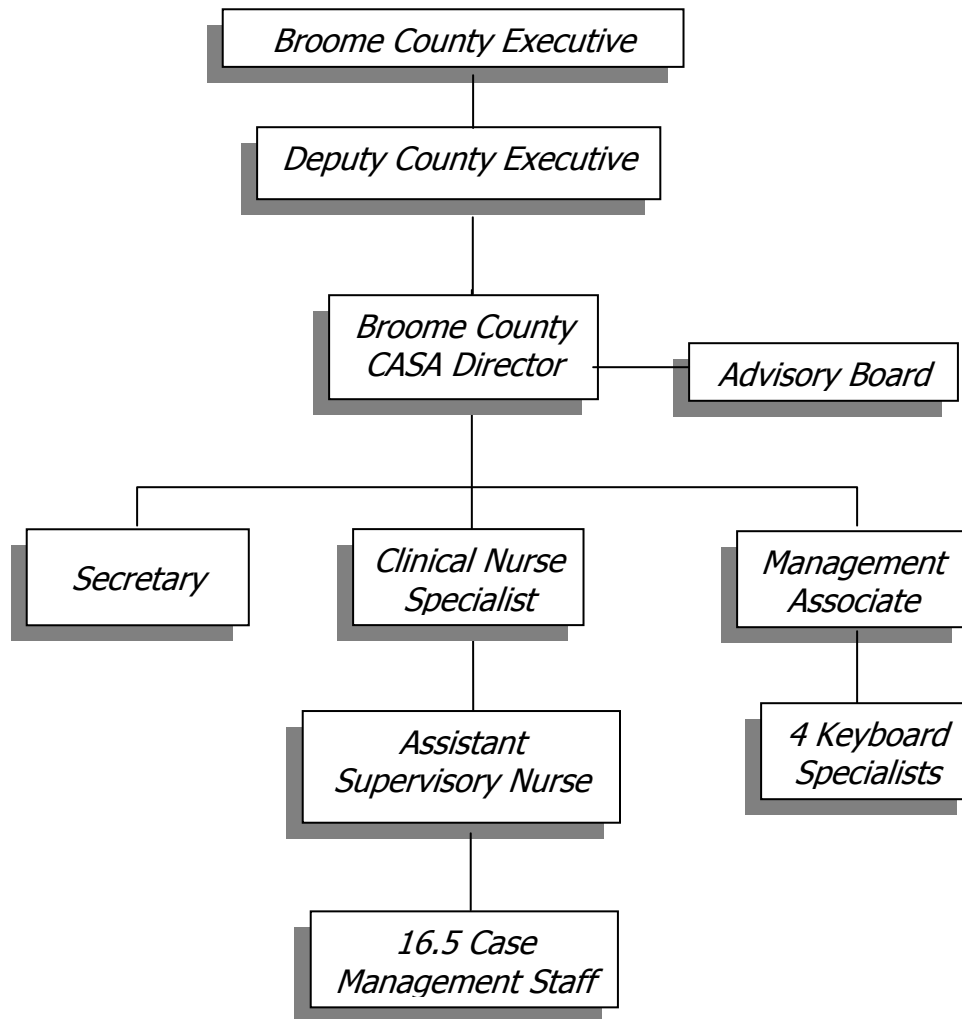 Broome County Executive
Deputy County Executive
Broome County
CASA Director
Advisory Board
Secretary
Clinical Nurse
Specialist
Management
Associate
Assistant
Supervisory Nurse
4 Keyboard
Specialists
16.5 Case
Management Staff